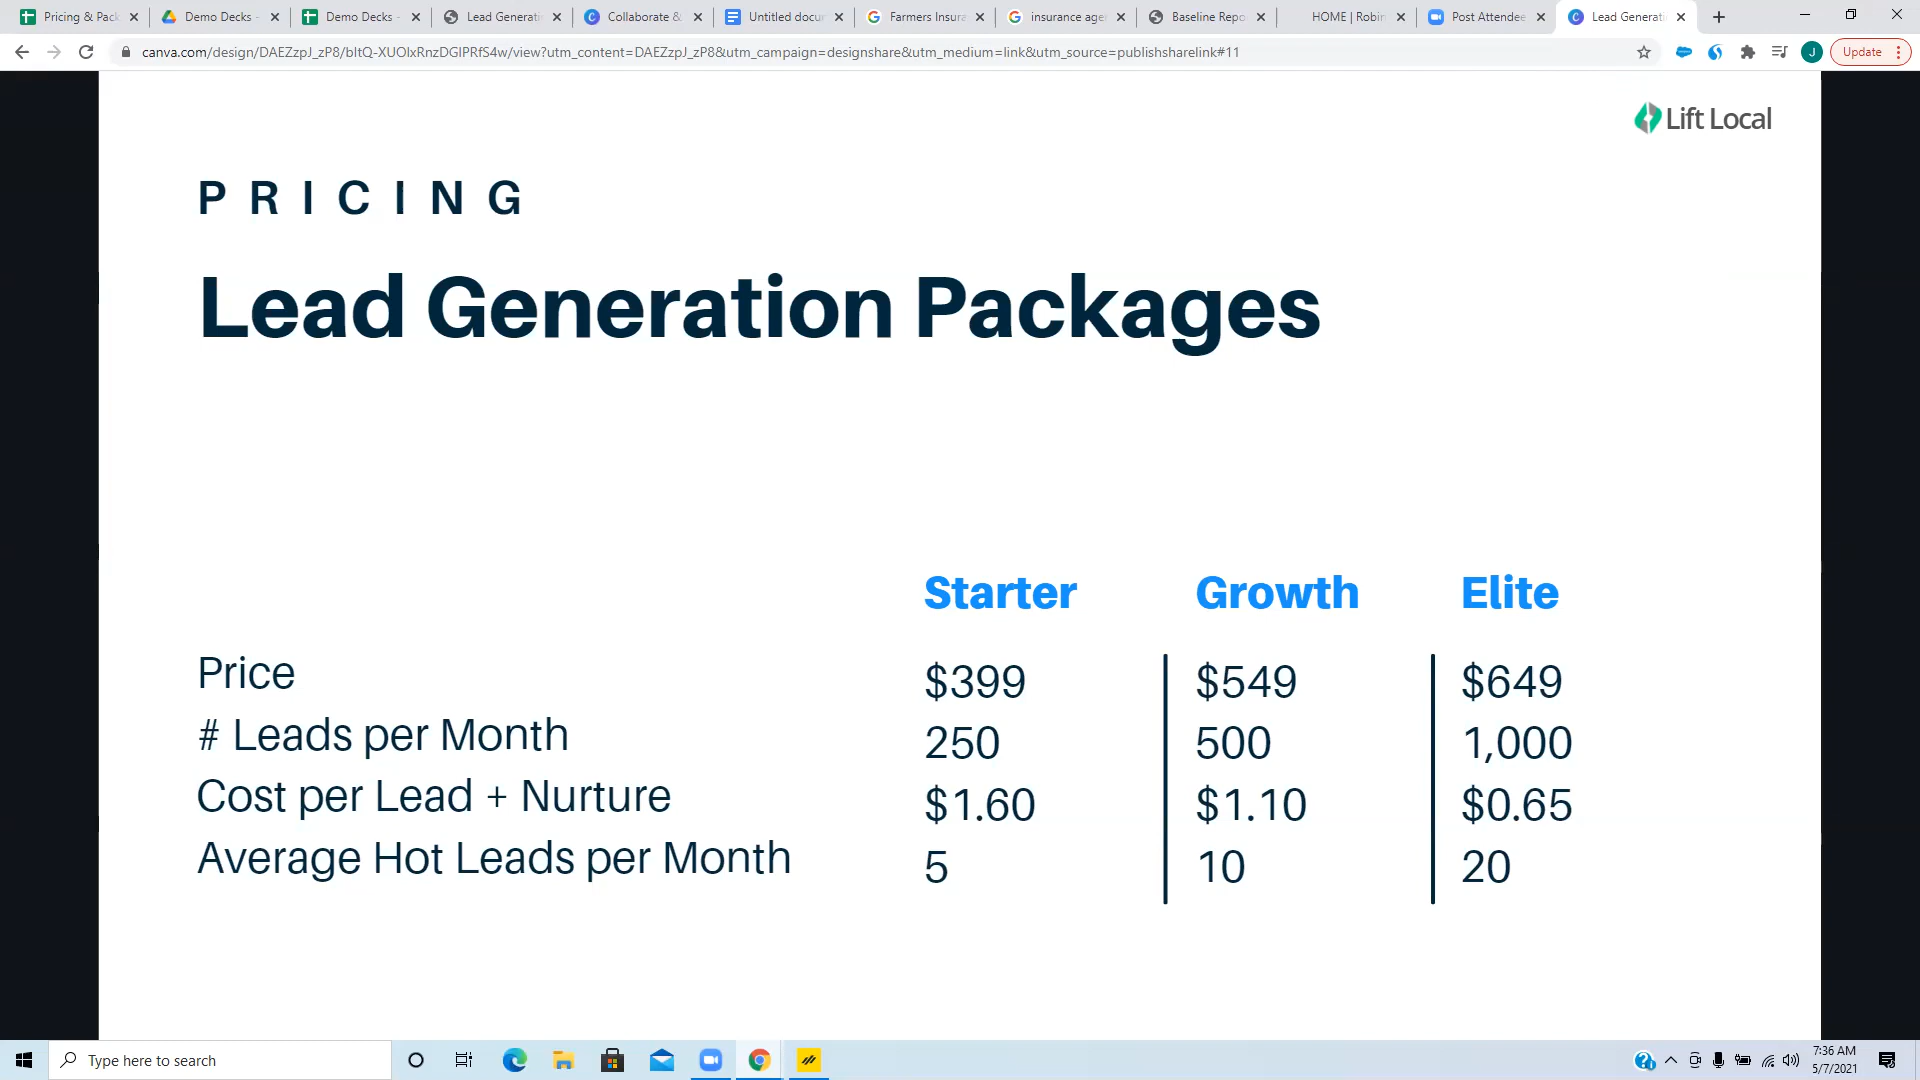 Pricing & Pack
Demo Decks -
Demo Decks -
Lead Generati
Collaborate &
Untitled docu
Farmers Insura
insurance age
Baseline Repo
HOME | Robin
Post Attendee
Lead Generati
canva.com/design/DAEZzpJ_zP8/bItQ-XUOlxRnzDGIPRfS4w/view?utm_content=DAEZzpJ_zP8&utm_campaign=designshare&utm_medium=link&utm_source=publishsharelink#11
J
Update
Lift Local
PRICING
Lead Generation Packages
Starter Growth Elite
Price $399 $549 $649
# Leads per Month 250 500 1,000
Cost per Lead + Nurture $1.60 $1.10 $0.65
Average Hot Leads per Month 5 10 20
Type here to search
7:36 AM
5/7/2021